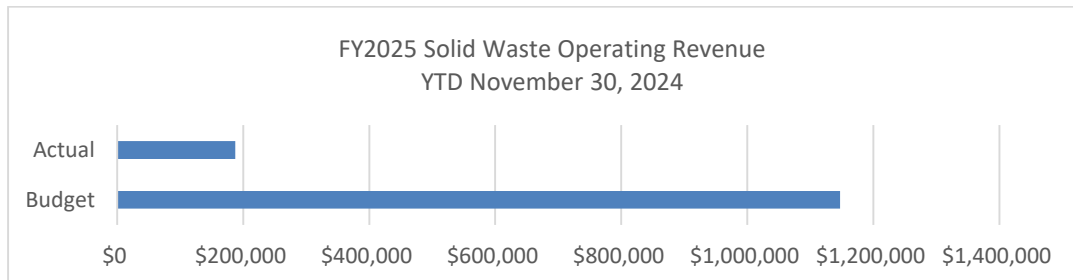 FY2025 Solid Waste Operating Revenue
YTD November 30, 2024
Actual
Budget
$0 $200,000 $400,000 $600,000 $800,000 $1,000,000 $1,200,000 $1,400,000